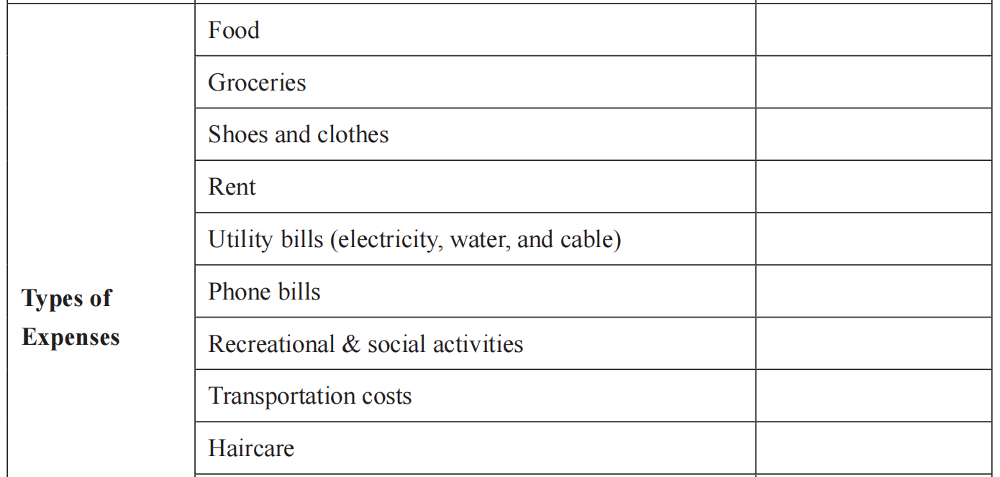 Food
Groceries
Shoes and clothes
Rent
Utility bills (electricity, water, and cable)
Types of
Expenses
Phone bills
Recreational & social activities
Transportation costs
Haircare